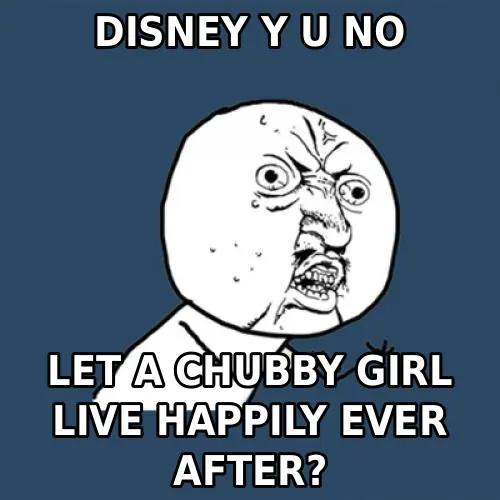 DISNEY Y U NO
LET A CHUBBY GIRL
LIVE HAPPILY EVER
AFTER?